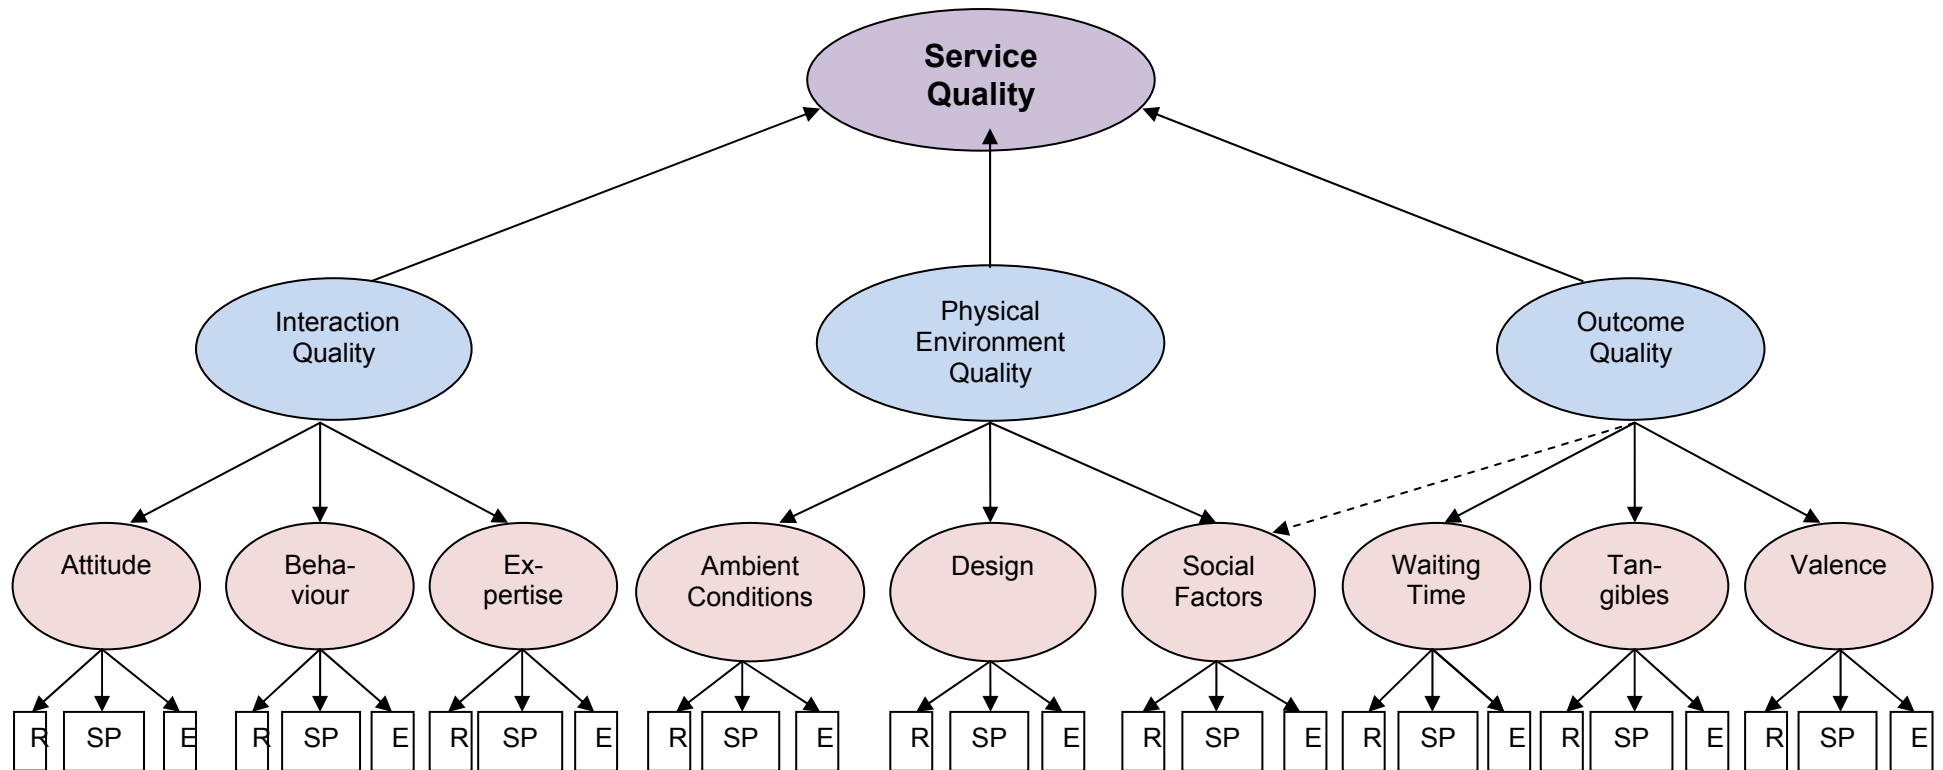 Service
Quality
Interaction
Quality
Physical
Environment
Quality
Outcome
Quality
Attitude
Beha-
viour
Ex-
pertise
Ambient
Conditions
Design
Social
Factors
Waiting
Time
Tan-
gibles
Valence
R SP E
R SP E
R SP E
R SP E
R SP E
R SP E
R SP E
R SP E
R SP E